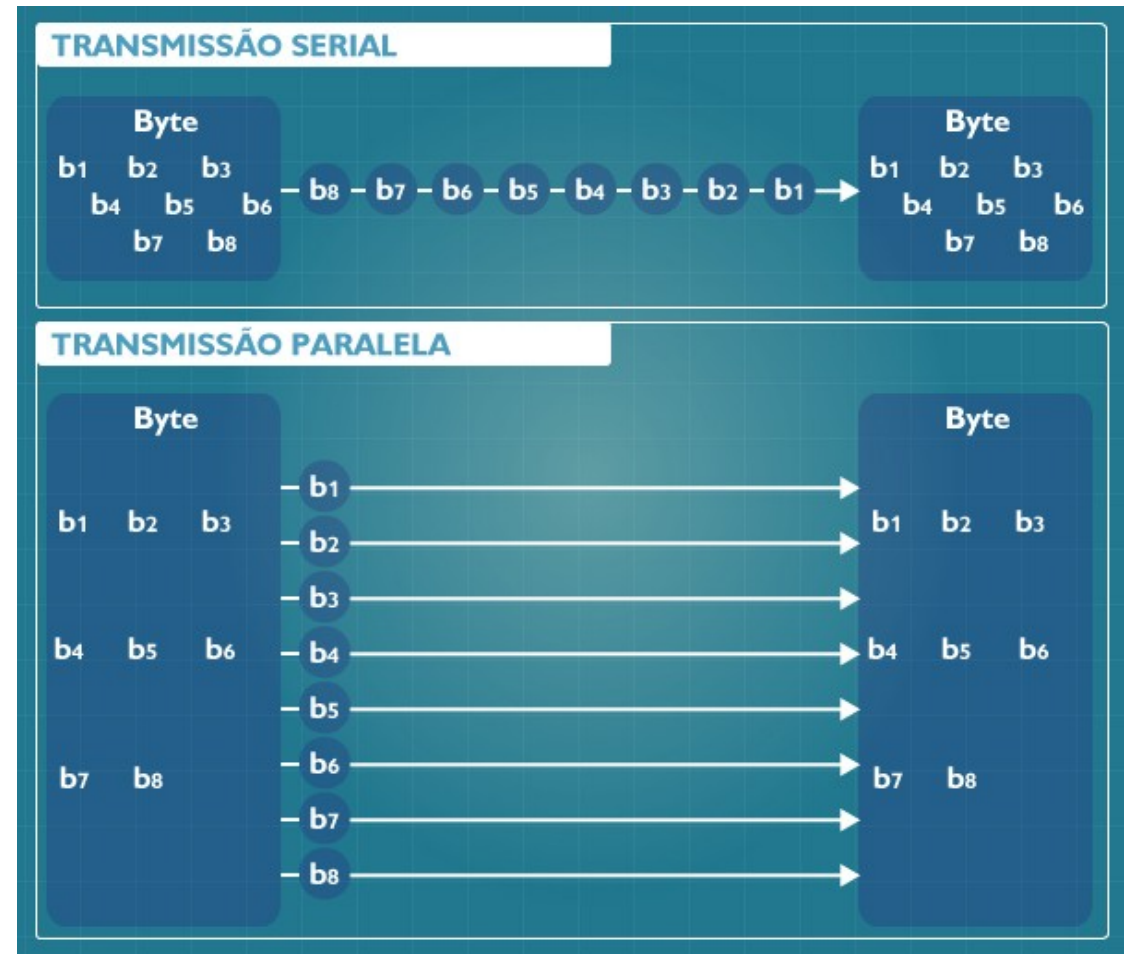 TRANSMISSÃO SERIAL
Byte Byte
b1 b2 b3 b1 b2 b3
b8 b7 b6 b5 b4 b3 b2 b1
b4 b5 b6 b4 b5 b6
b7 b8 b7 b8
TRANSMISSÃO PARALELA
Byte Byte
b1
b1 b2 b3 b1 b2 b3
b2
b3
b4 b5 b6 b4 b4 b5 b6
b5
b6
b7 b8 b7 b8
b7
b8